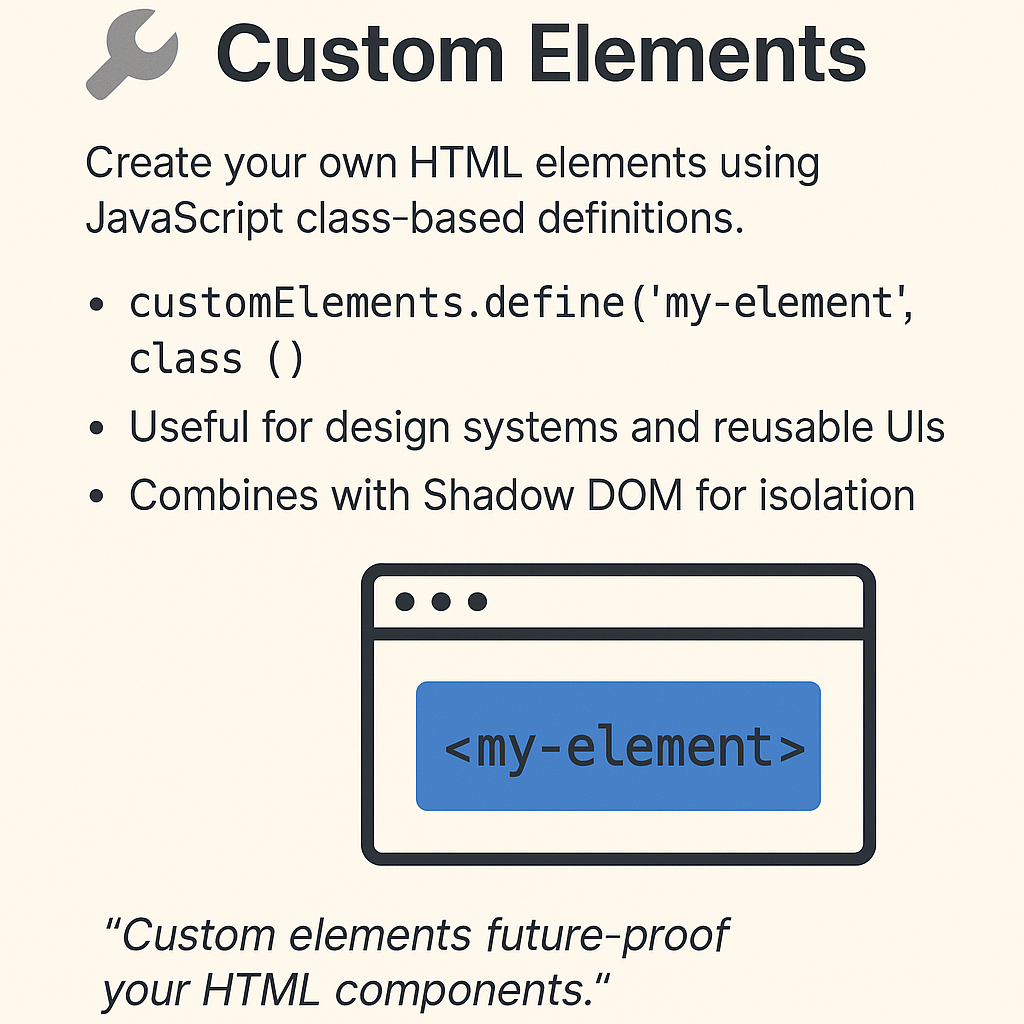 Custom Elements
Create your own HTML elements using
JavaScript class-based definitions.
• customElements.define('my-element',
class ()
• Useful for design systems and reusable UIs
• Combines with Shadow DOM for isolation
<my-element>
“Custom elements future-proof
your HTML components.“